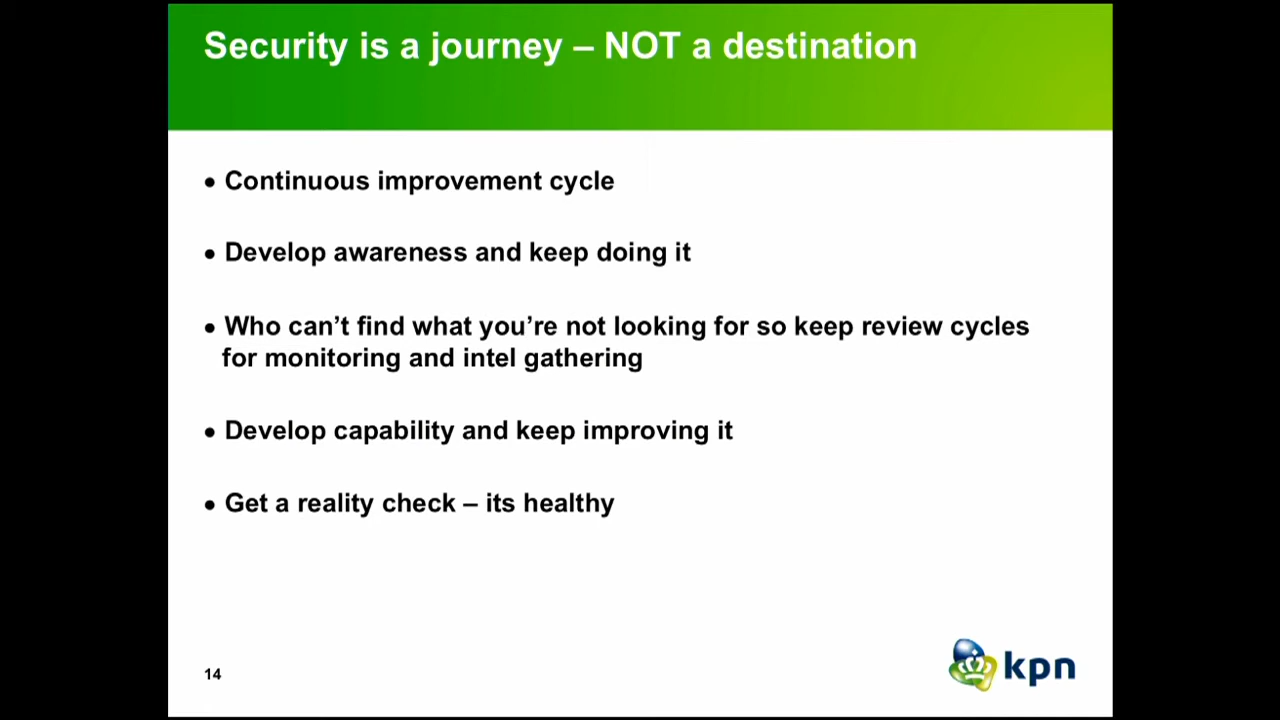 Security is a journey – NOT a destination
• Continuous improvement cycle
• Develop awareness and keep doing it
• Who can’t find what you’re not looking for so keep review cycles
for monitoring and intel gathering
• Develop capability and keep improving it
• Get a reality check – its healthy
14
kpn